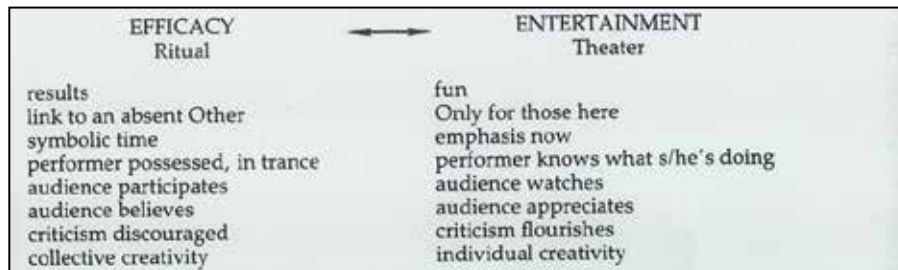 EFFICACY ENTERTAINMENT
Ritual Theater
results fun
link to an absent Other Only for those here
symbolic time emphasis now
performer possessed, in trance performer knows what s/he's doing
audience participates audience watches
audience believes audience appreciates
criticism discouraged criticism flourishes
collective creativity individual creativity